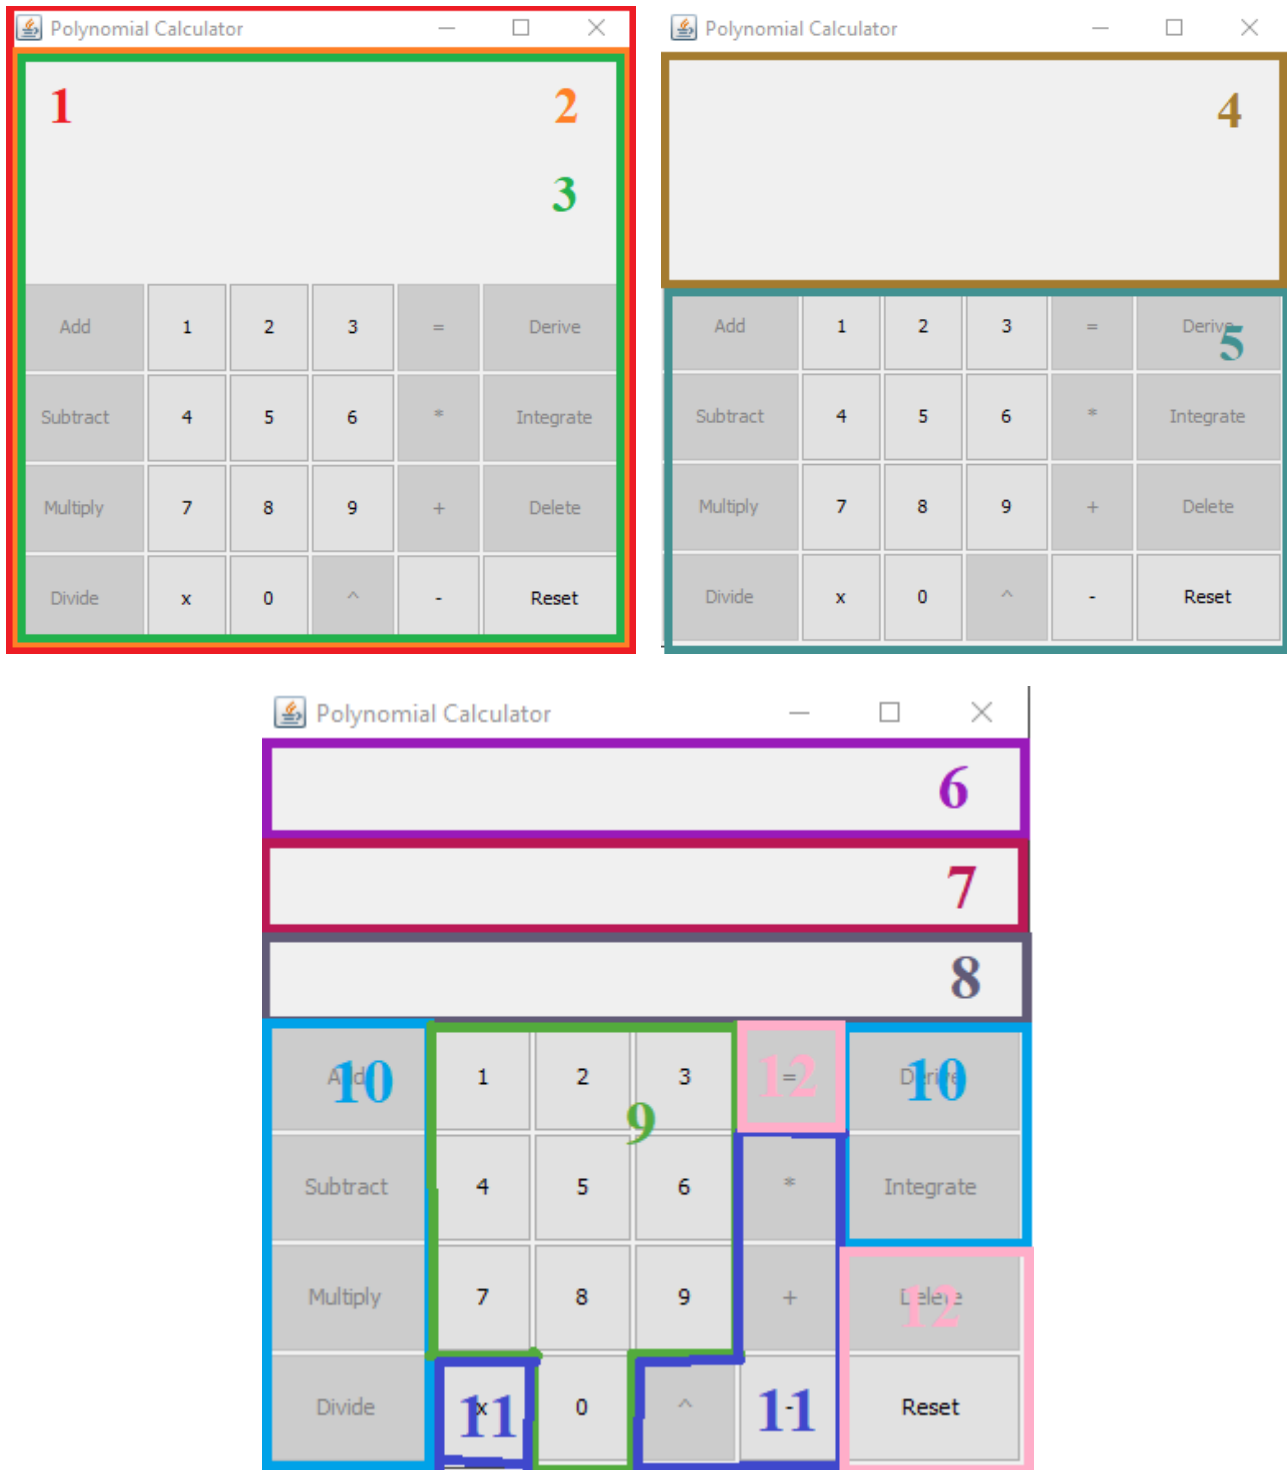 Polynomial Calculator
1 2
3
Add 1 2 3 = Derive
Subtract 4 5 6 * Integrate
Multiply 7 8 9 + Delete
Divide x 0 ^ - Reset
Polynomial Calculator
4
Add 1 2 3 = Derive
5
Subtract 4 5 6 * Integrate
Multiply 7 8 9 + Delete
Divide x 0 ^ - Reset
Polynomial Calculator
6
7
8
Add 1 2 3 = Derive
10 9 12 10
Subtract 4 5 6 * Integrate
Multiply 7 8 9 + Delete
12
Divide x 0 ^ - Reset
11 11